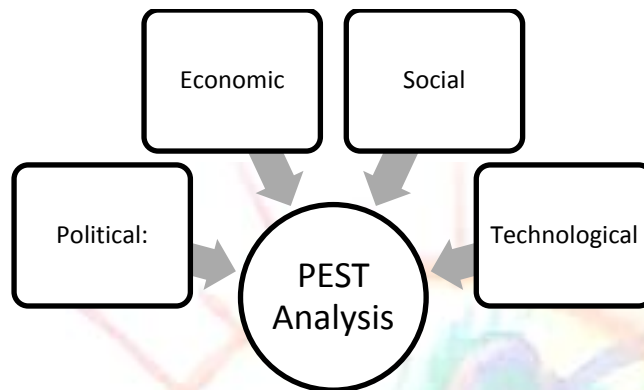 Economic
Social
Political:
Technological
PEST
Analysis